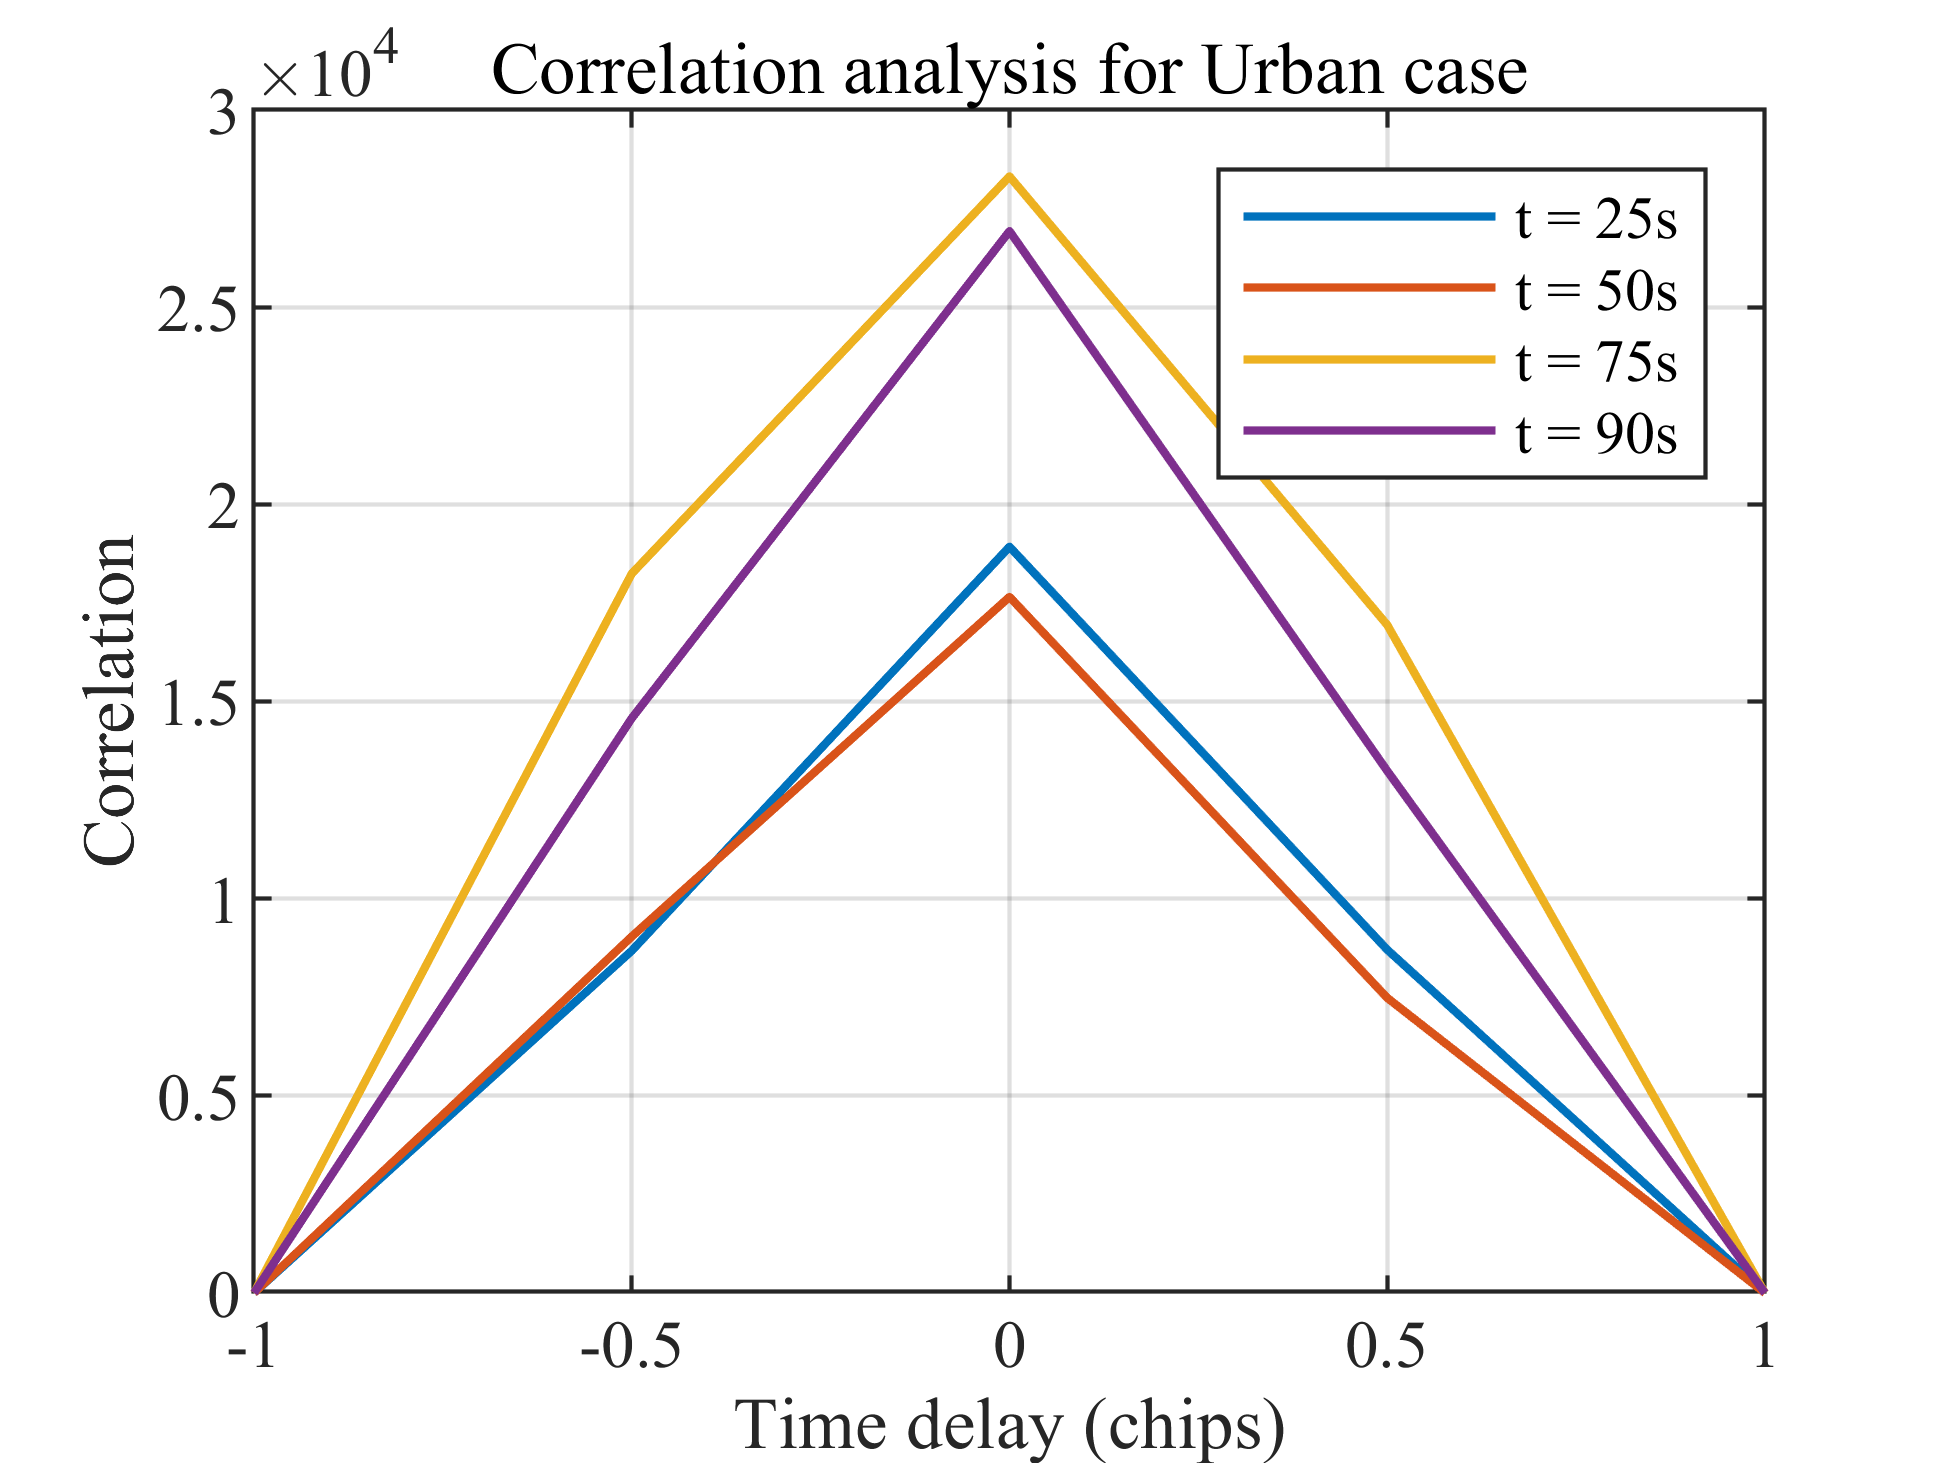 ×10^4
Correlation analysis for Urban case
3
2.5
2
1.5
1
0.5
0
Correlation
t = 25s
t = 50s
t = 75s
t = 90s
-1 -0.5 0 0.5 1
Time delay (chips)